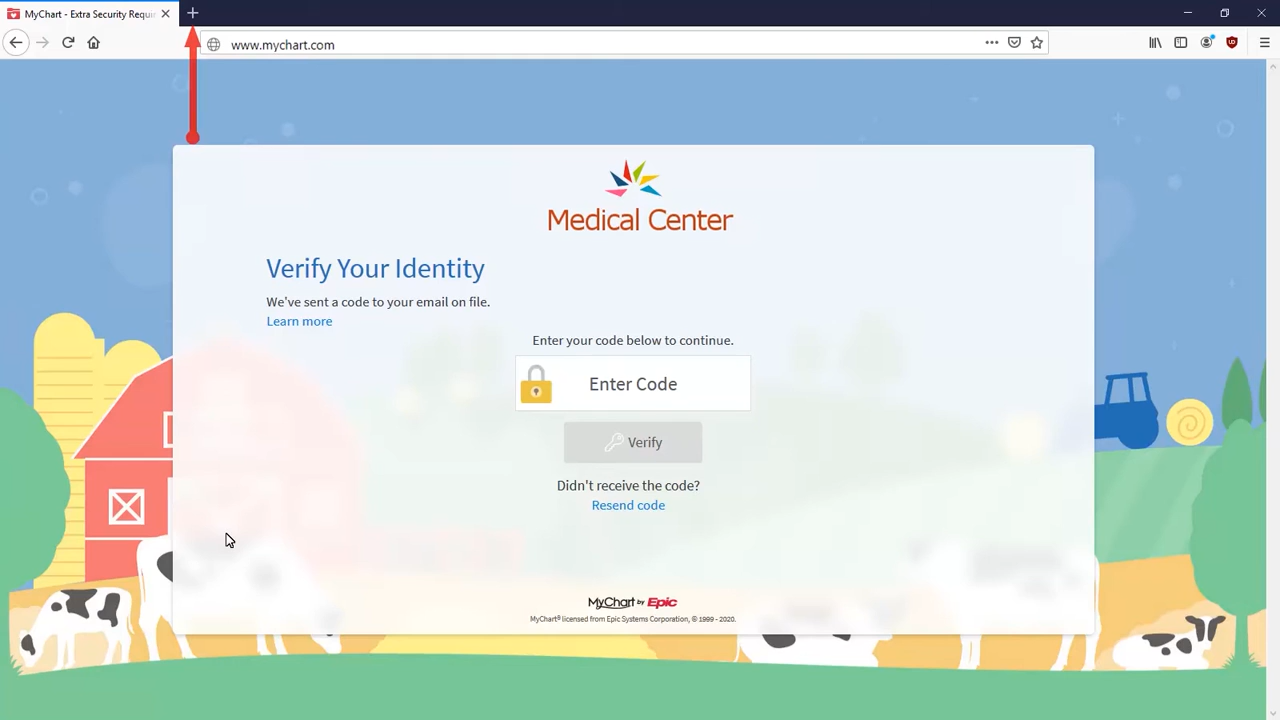 MyChart - Extra Security Requi
www.mychart.com
Medical Center
Verify Your Identity
We've sent a code to your email on file.
Learn more
Enter your code below to continue.
Enter Code
Verify
Didn't receive the code?
Resend code
MyChart by Epic
MyChart® licensed from Epic Systems Corporation, © 1999 - 2020.